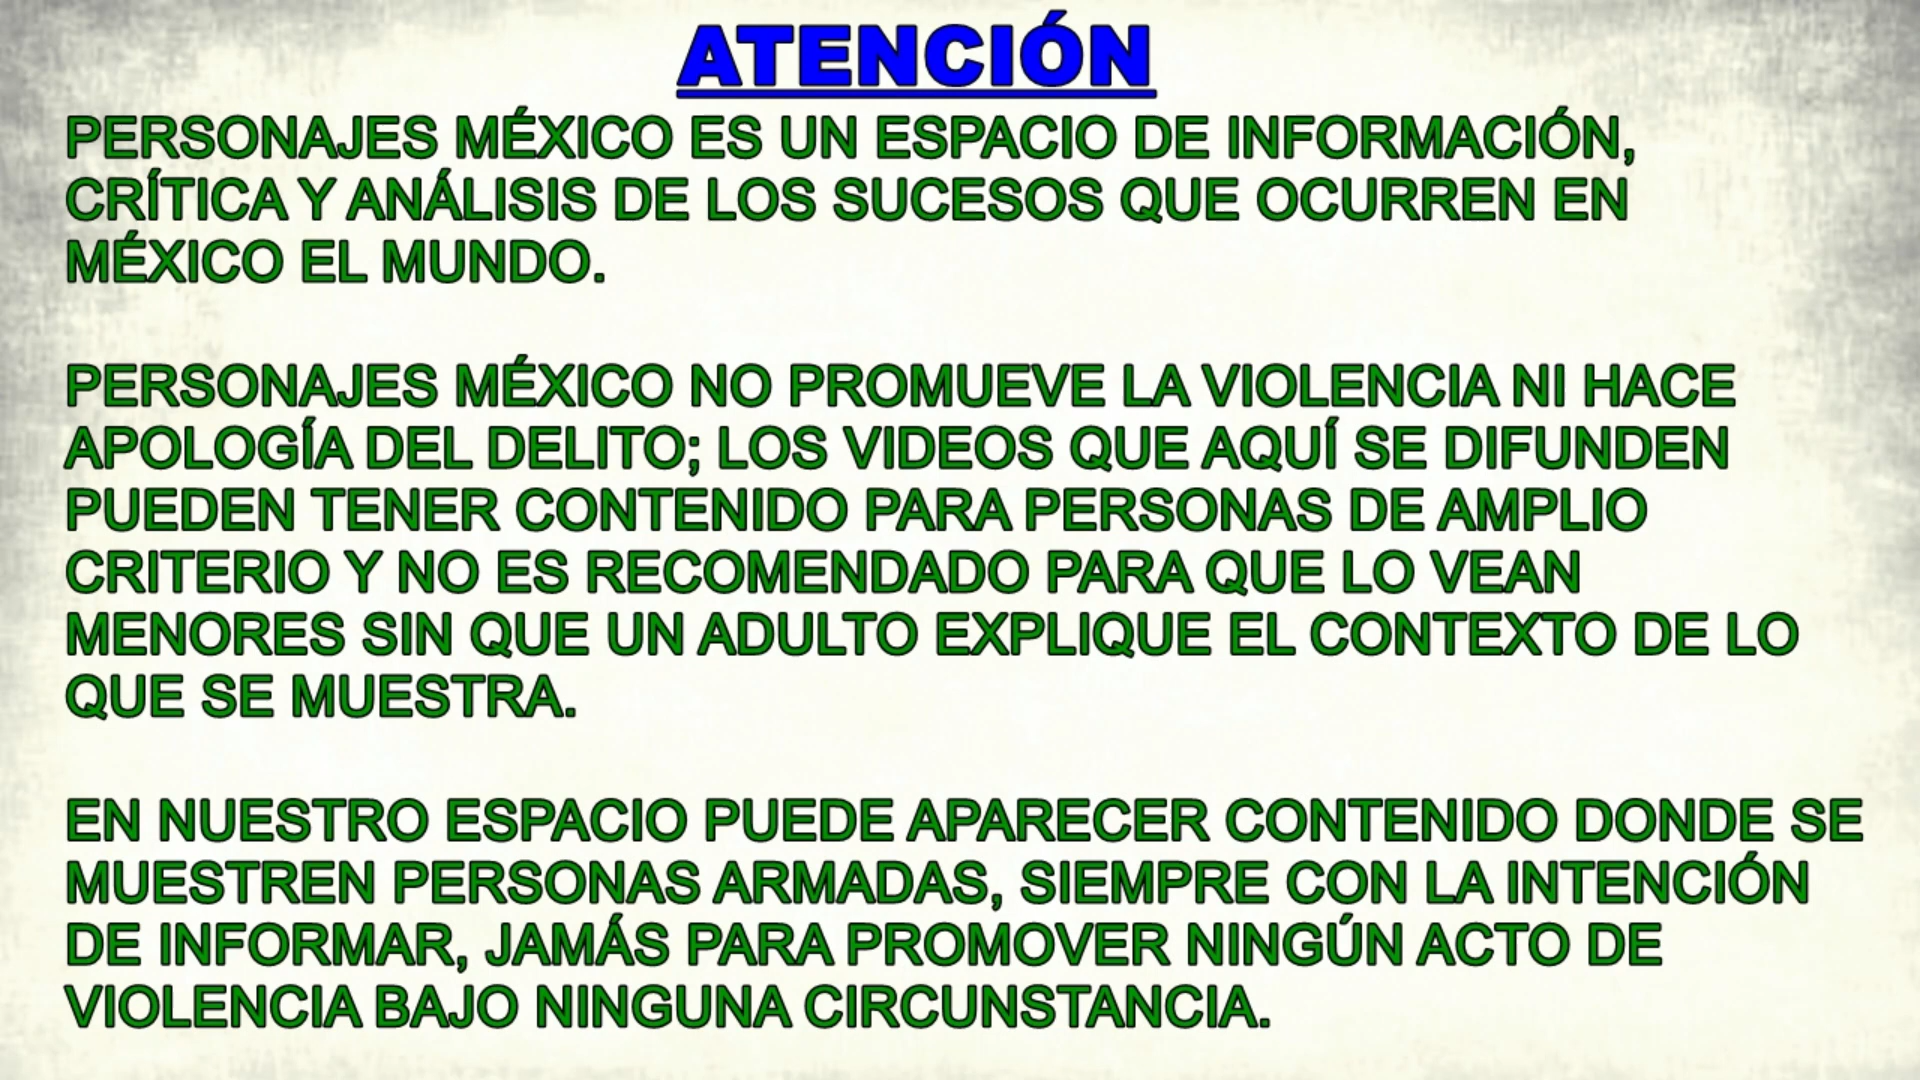 ATENCIÓN
PERSONAJES MÉXICO ES UN ESPACIO DE INFORMACIÓN,
CRÍTICA Y ANÁLISIS DE LOS SUCESOS QUE OCURREN EN
MÉXICO EL MUNDO.
PERSONAJES MÉXICO NO PROMUEVE LA VIOLENCIA NI HACE
APOLOGÍA DEL DELITO; LOS VIDEOS QUE AQUÍ SE DIFUNDEN
PUEDEN TENER CONTENIDO PARA PERSONAS DE AMPLIO
CRITERIO Y NO ES RECOMENDADO PARA QUE LO VEAN
MENORES SIN QUE UN ADULTO EXPLIQUE EL CONTEXTO DE LO
QUE SE MUESTRA.
EN NUESTRO ESPACIO PUEDE APARECER CONTENIDO DONDE SE
MUESTREN PERSONAS ARMADAS, SIEMPRE CON LA INTENCIÓN
DE INFORMAR, JAMÁS PARA PROMOVER NINGÚN ACTO DE
VIOLENCIA BAJO NINGUNA CIRCUNSTANCIA.